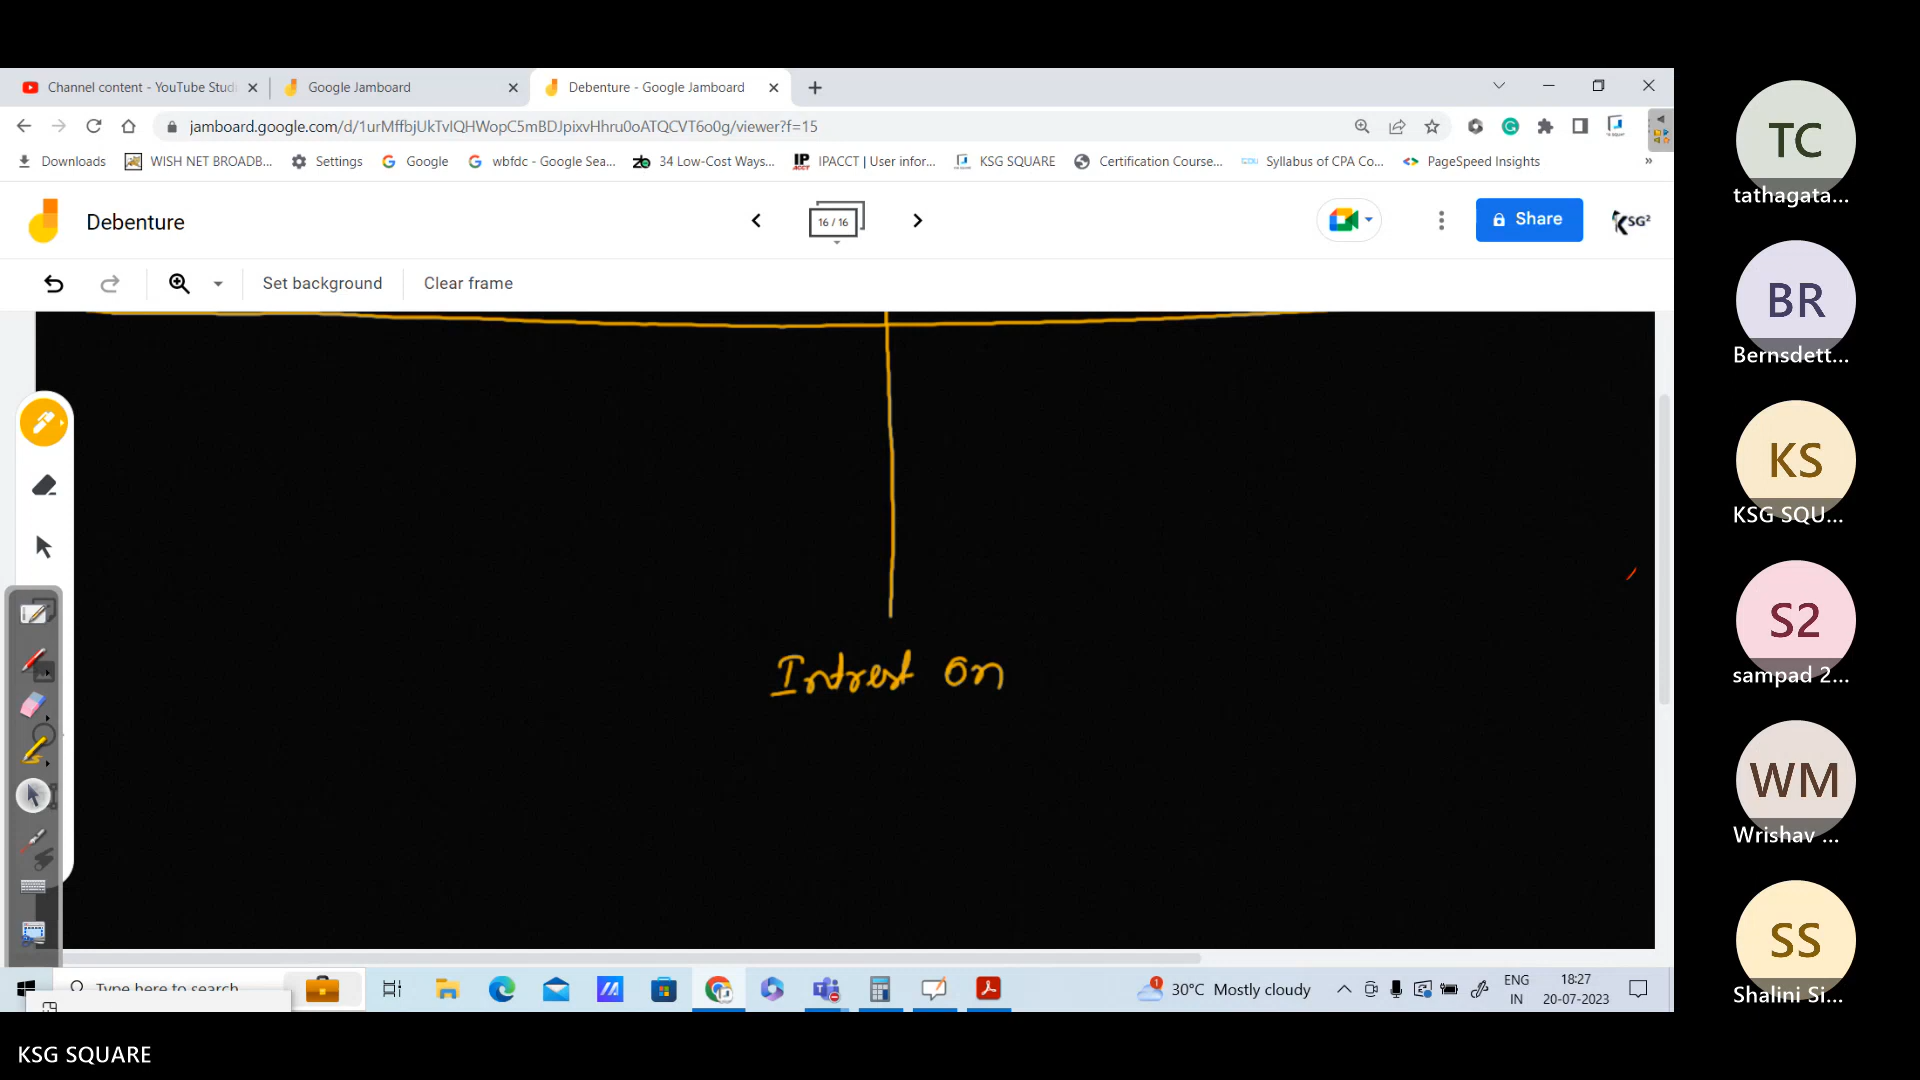 Channel content - YouTube Studi
Google Jamboard
Debenture - Google Jamboard
jamboard.google.com/d/1urMffbjUkTvIQHWopC5mBDJpixvHhru0oATQCVT6o0g/viewer?f=15
Downloads
WISH NET BROADB...
Settings
Google
wbfdc - Google Sea...
34 Low-Cost Ways...
IPACCT | User infor...
KSG SQUARE
Certification Course...
Syllabus of CPA Co...
PageSpeed Insights
»
Debenture
16 / 16
Share
KSG²
Set background
Clear frame
Intrest on
TC
tathagata...
BR
Bernsdett...
KS
KSG SQU...
S2
sampad 2...
WM
Wrishav ...
SS
Shalini Si...
Type here to search
1
30°C Mostly cloudy
ENG
IN
18:27
20-07-2023
KSG SQUARE